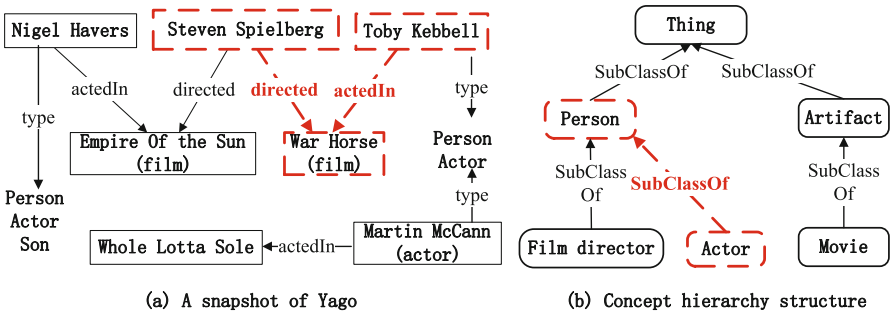 Nigel Havers
Steven Spielberg
Toby Kebbell
Thing
actedIn
directed
directed
actedIn
type
type
SubClassOf
SubClassOf
Empire Of the Sun
(film)
War Horse
(film)
Person
Actor
Person
Artifact
Person
Actor
Son
type
SubClass
Of
SubClassOf
SubClass
Of
Whole Lotta Sole
actedIn
Martin McCann
(actor)
Film director
Actor
Movie
(a) A snapshot of Yago
(b) Concept hierarchy structure